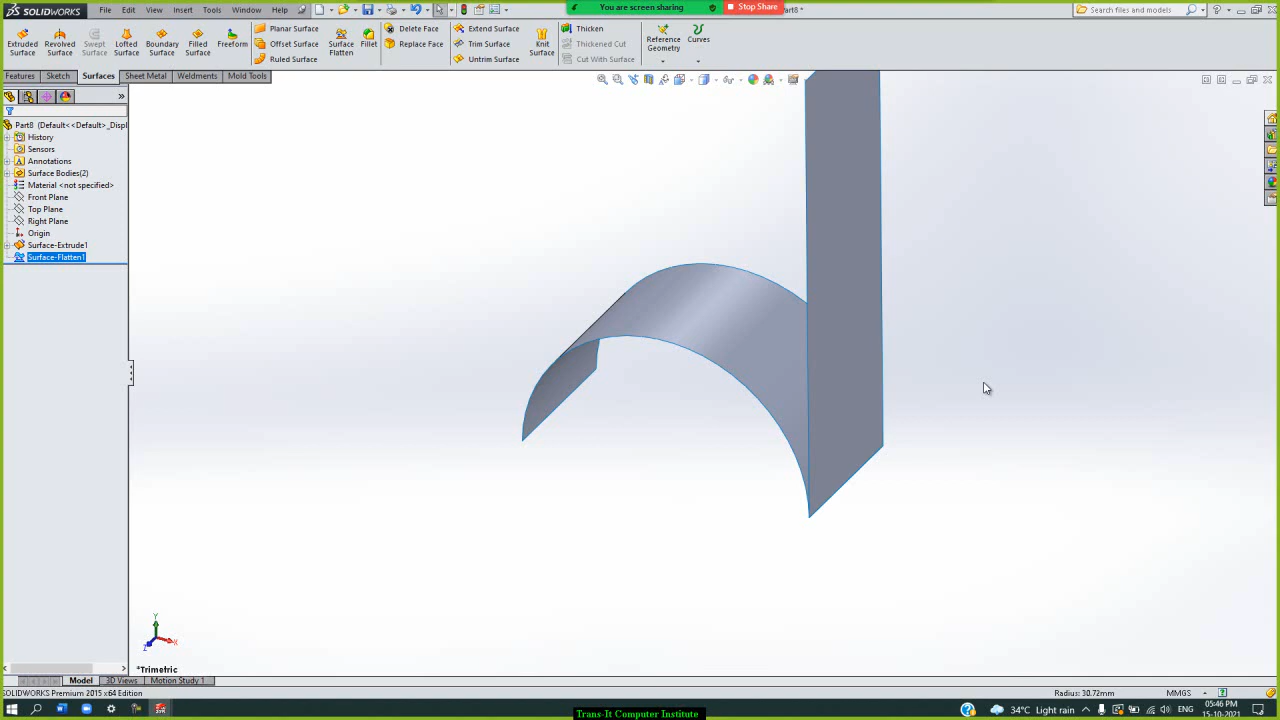 SOLIDWORKS
File Edit View Insert Tools Window Help
You are screen sharing
Stop Share
Part8 *
Search files and models
Extruded Surface
Revolved Surface
Swept Surface
Lofted Surface
Boundary Surface
Filled Surface
Freeform
Planar Surface
Offset Surface
Ruled Surface
Surface Flatten
Fillet
Delete Face
Replace Face
Extend Surface
Trim Surface
Untrim Surface
Knit Surface
Thicken
Thickened Cut
Cut With Surface
Reference Geometry
Curves
Features Sketch Surfaces Sheet Metal Weldments Mold Tools
Part8 (Default<<Default>_Displ
History
Sensors
Annotations
Surface Bodies(2)
Material <not specified>
Front Plane
Top Plane
Right Plane
Origin
Surface-Extrude1
Surface-Flatten1
Y
X
Z
*Trimetric
Model 3D Views Motion Study 1
SOLIDWORKS Premium 2015 x64 Edition
Radius: 30.72mm
MMGS
34°C Light rain
ENG
05:46 PM
15-10-2021
Trans-It Computer Institute